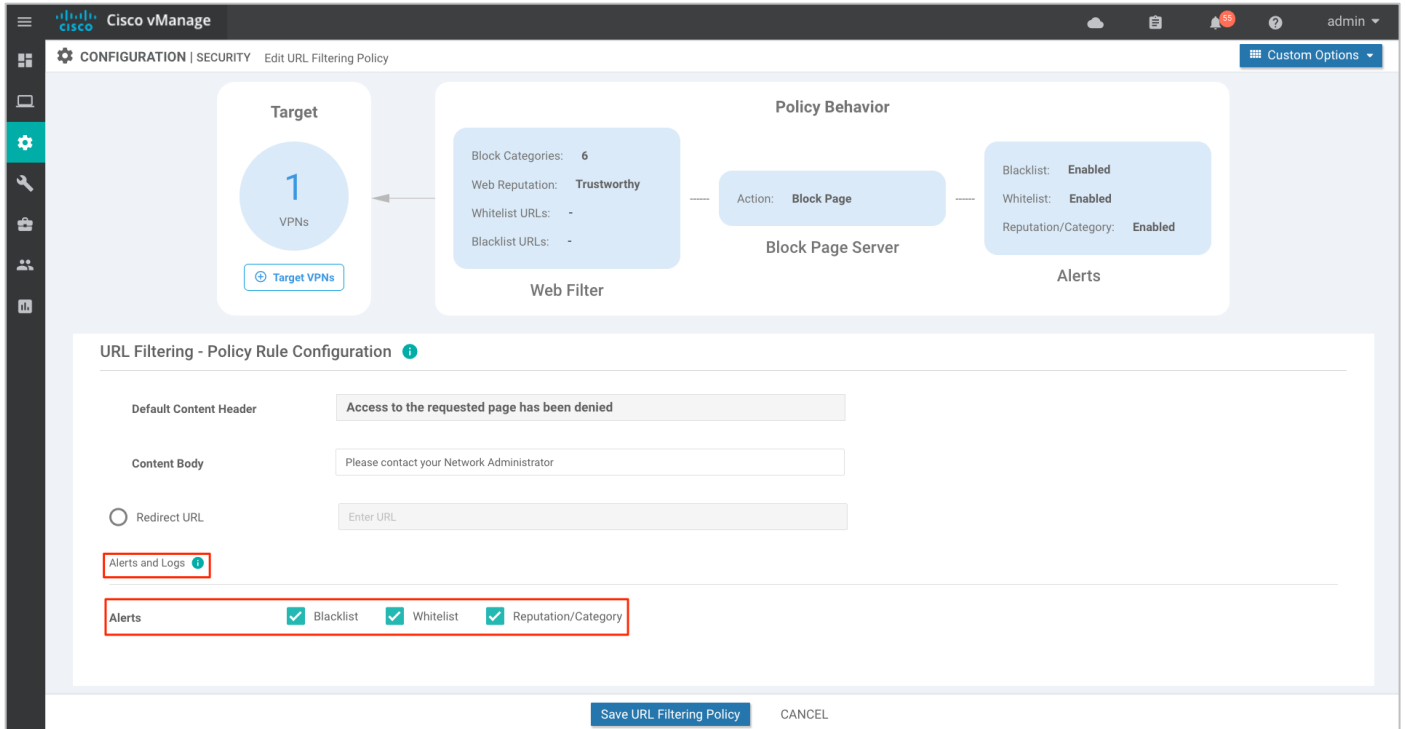 CISCO Cisco vManage 55 admin
CONFIGURATION | SECURITY Edit URL Filtering Policy Custom Options
Target
1
VPNs
Target VPNs
Policy Behavior
Block Categories: 6
Web Reputation: Trustworthy
Whitelist URLs: -
Blacklist URLs: -
Web Filter
Action: Block Page
Block Page Server
Blacklist: Enabled
Whitelist: Enabled
Reputation/Category: Enabled
Alerts
URL Filtering - Policy Rule Configuration
Default Content Header Access to the requested page has been denied
Content Body Please contact your Network Administrator
Redirect URL Enter URL
Alerts and Logs
Alerts Blacklist Whitelist Reputation/Category
Save URL Filtering Policy CANCEL